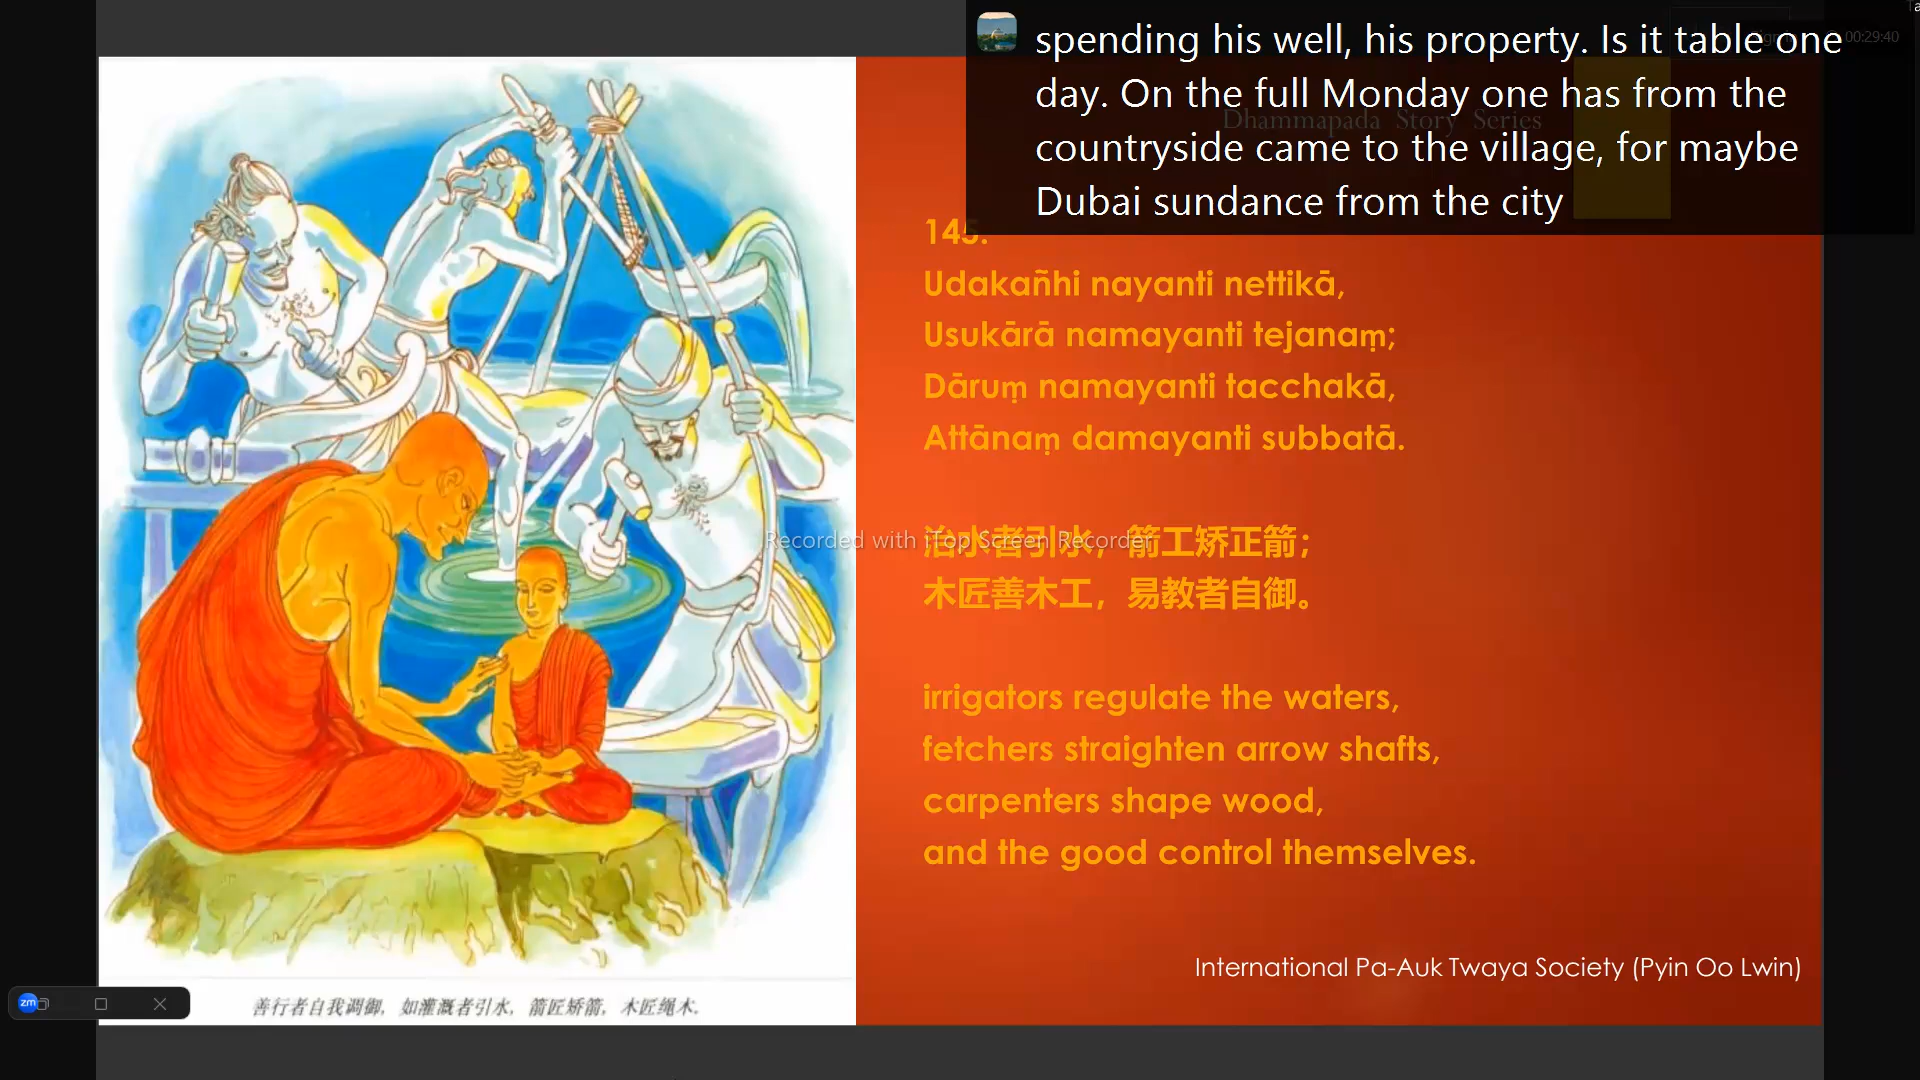 spending his well, his property. Is it table one
day. On the full Monday one has from the
countryside came to the village, for maybe
Dubai sundance from the city
00:29:40
Dhammapada Story Series
145.
Udakañhi nayanti nettikā,
Usukārā namayanti tejanaṃ;
Dāruṃ namayanti tacchakā,
Attānaṃ damayanti subbatā.
治水者引水，箭工矫正箭；
Recorded with iTop Screen Recorder
木匠善木工，易教者自御。
irrigators regulate the waters,
fetchers straighten arrow shafts,
carpenters shape wood,
and the good control themselves.
International Pa-Auk Twaya Society (Pyin Oo Lwin)
zm
善行者自我调御，如灌溉者引水，箭匠矫箭，木匠绳木.